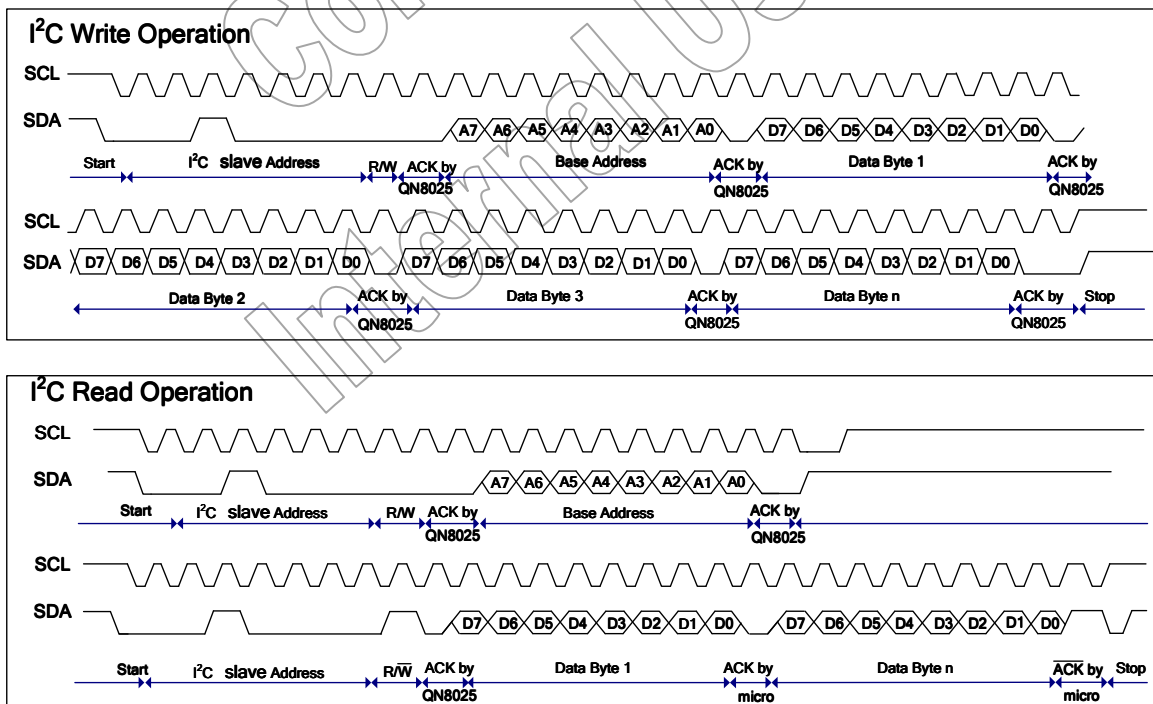 I²C Write Operation
SCL
SDA A7 A6 A5 A4 A3 A2 A1 A0 D7 D6 D5 D4 D3 D2 D1 D0
Start I²C slave Address R/W ACK by QN8025 Base Address ACK by QN8025 Data Byte 1 ACK by QN8025
SCL
SDA D7 D6 D5 D4 D3 D2 D1 D0 D7 D6 D5 D4 D3 D2 D1 D0 D7 D6 D5 D4 D3 D2 D1 D0
Data Byte 2 ACK by QN8025 Data Byte 3 ACK by QN8025 Data Byte n ACK by QN8025 Stop
I²C Read Operation
SCL
SDA A7 A6 A5 A4 A3 A2 A1 A0
Start I²C slave Address R/W ACK by QN8025 Base Address ACK by QN8025
SCL
SDA D7 D6 D5 D4 D3 D2 D1 D0 D7 D6 D5 D4 D3 D2 D1 D0
Start I²C slave Address R/W̅ ACK by QN8025 Data Byte 1 ACK by micro Data Byte n A̅C̅K̅ by micro Stop
Internal